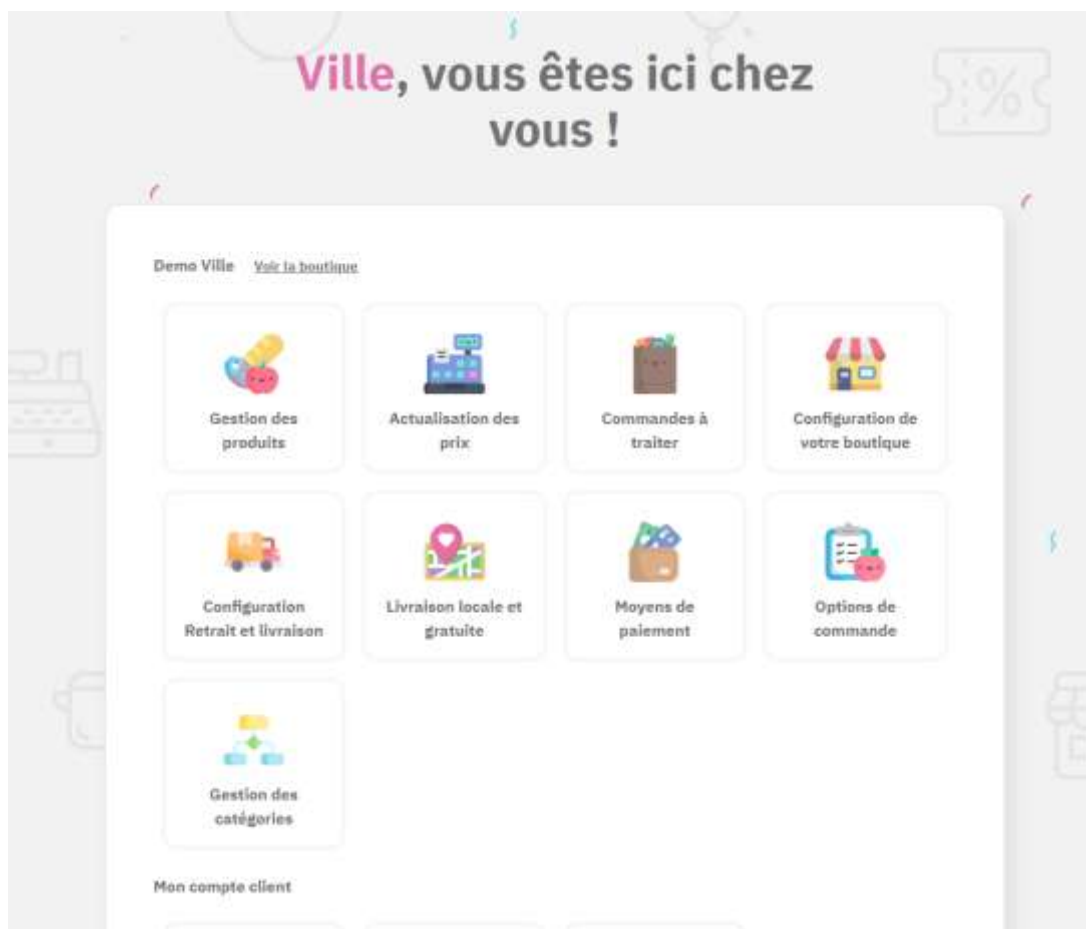 Ville, vous êtes ici chez
vous !
Demo Ville Voir la boutique
Gestion des
produits
Actualisation des
prix
Commandes à
traiter
Configuration de
votre boutique
Configuration
Retrait et livraison
Livraison locale et
gratuite
Moyens de
paiement
Options de
commande
Gestion des
catégories
Mon compte client